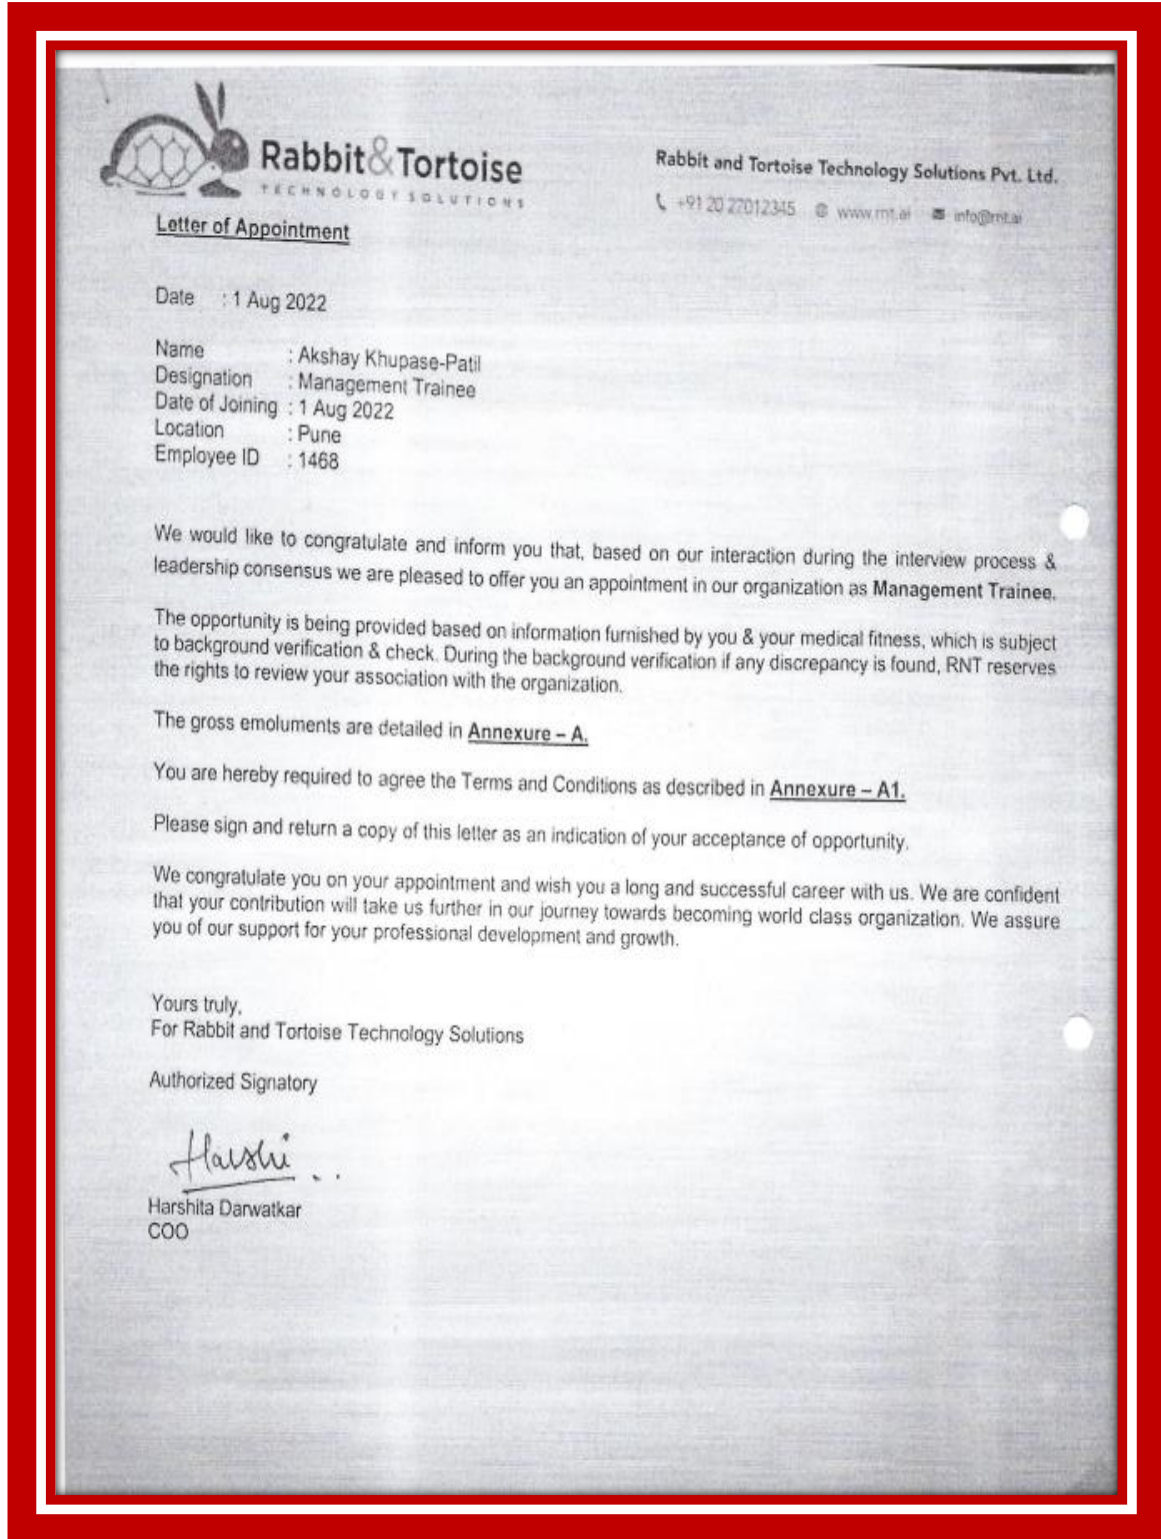 Rabbit&Tortoise
TECHNOLOGY SOLUTIONS
Rabbit and Tortoise Technology Solutions Pvt. Ltd.
+91 20 27012345 www.rnt.ai info@rnt.ai
Letter of Appointment
Date : 1 Aug 2022
Name : Akshay Khupase-Patil
Designation : Management Trainee
Date of Joining : 1 Aug 2022
Location : Pune
Employee ID : 1468
We would like to congratulate and inform you that, based on our interaction during the interview process &
leadership consensus we are pleased to offer you an appointment in our organization as Management Trainee.
The opportunity is being provided based on information furnished by you & your medical fitness, which is subject
to background verification & check. During the background verification if any discrepancy is found, RNT reserves
the rights to review your association with the organization.
The gross emoluments are detailed in Annexure – A.
You are hereby required to agree the Terms and Conditions as described in Annexure – A1.
Please sign and return a copy of this letter as an indication of your acceptance of opportunity.
We congratulate you on your appointment and wish you a long and successful career with us. We are confident
that your contribution will take us further in our journey towards becoming world class organization. We assure
you of our support for your professional development and growth.
Yours truly,
For Rabbit and Tortoise Technology Solutions
Authorized Signatory
Harshi
Harshita Darwatkar
COO